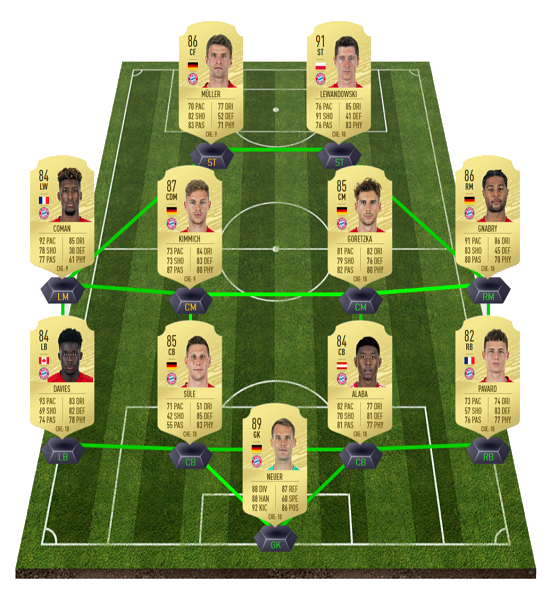 86
CF
MÜLLER
70 PAC 77 DRI
82 SHO 52 DEF
83 PAS 71 PHY
CHE: 9
ST
91
ST
LEWANDOWSKI
76 PAC 85 DRI
91 SHO 41 DEF
76 PAS 83 PHY
CHE: 10
ST
84
LW
COMAN
92 PAC 85 DRI
78 SHO 30 DEF
77 PAS 61 PHY
CHE: 9
LM
87
CDM
KIMMICH
73 PAC 84 DRI
73 SHO 83 DEF
87 PAS 80 PHY
CHE: 9
CM
85
CM
GORETZKA
81 PAC 82 DRI
79 SHO 76 DEF
82 PAS 80 PHY
CHE: 10
CM
86
RM
GNABRY
91 PAC 86 DRI
83 SHO 45 DEF
80 PAS 70 PHY
CHE: 10
RM
84
LB
DAVIES
93 PAC 83 DRI
69 SHO 82 DEF
74 PAS 78 PHY
CHE: 10
LB
85
CB
SÜLE
71 PAC 51 DRI
42 SHO 85 DEF
55 PAS 83 PHY
CHE: 10
CB
84
CB
ALABA
82 PAC 77 DRI
70 SHO 81 DEF
81 PAS 77 PHY
CHE: 10
CB
82
RB
PAVARD
73 PAC 74 DRI
57 SHO 83 DEF
76 PAS 77 PHY
CHE: 10
RB
89
GK
NEUER
88 DIV 87 REF
88 HAN 60 SPE
92 KIC 86 POS
CHE: 10
GK